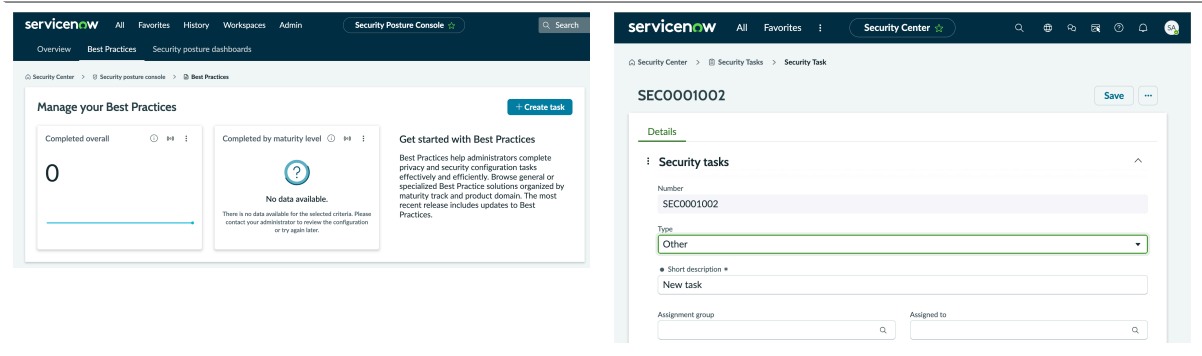 servicenow All Favorites History Workspaces Admin Security Posture Console Search
Overview Best Practices Security posture dashboards
Security Center > Security posture console > Best Practices
Manage your Best Practices
+ Create task
Completed overall
0
Completed by maturity level
?
No data available.
There is no data available for the selected criteria. Please
contact your administrator to review the configuration
or try again later.
Get started with Best Practices
Best Practices help administrators complete
privacy and security configuration tasks
effectively and efficiently. Browse general or
specialized Best Practice solutions organized by
maturity track and product domain. The most
recent release includes updates to Best
Practices.
servicenow All Favorites Security Center SA
Security Center > Security Tasks > Security Task
SEC0001002
Save
Details
Security tasks
Number
SEC0001002
Type
Other
Short description
New task
Assignment group
Assigned to